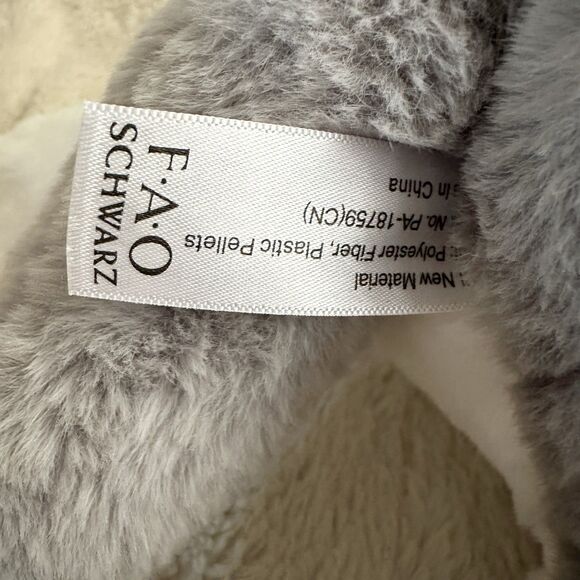 F·A·O
SCHWARZ
New Material
: Polyester Fiber, Plastic Pellets
. No. PA-18759(CN)
in China